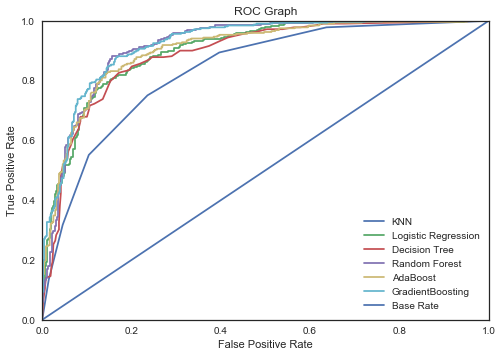 ROC Graph
1.0
0.8
0.6
0.4
0.2
0.0
True Positive Rate
KNN
Logistic Regression
Decision Tree
Random Forest
AdaBoost
GradientBoosting
Base Rate
0.0 0.2 0.4 0.6 0.8 1.0
False Positive Rate